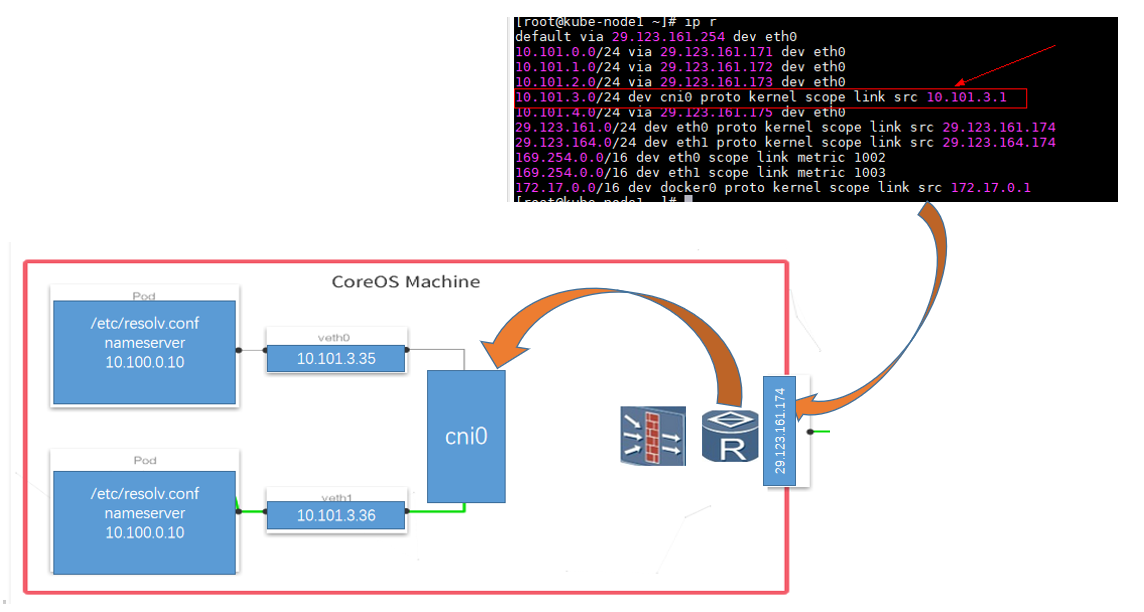 [root@kube-node1 ~]# ip r
default via 29.123.161.254 dev eth0
10.101.0.0/24 via 29.123.161.171 dev eth0
10.101.1.0/24 via 29.123.161.172 dev eth0
10.101.2.0/24 via 29.123.161.173 dev eth0
10.101.3.0/24 dev cni0 proto kernel scope link src 10.101.3.1
10.101.4.0/24 via 29.123.161.175 dev eth0
29.123.161.0/24 dev eth0 proto kernel scope link src 29.123.161.174
29.123.164.0/24 dev eth1 proto kernel scope link src 29.123.164.174
169.254.0.0/16 dev eth0 scope link metric 1002
169.254.0.0/16 dev eth1 scope link metric 1003
172.17.0.0/16 dev docker0 proto kernel scope link src 172.17.0.1
[root@kube-node1 ~]#
CoreOS Machine
Pod
/etc/resolv.conf
nameserver
10.100.0.10
veth0
10.101.3.35
cni0
R
29.123.161.174
Pod
/etc/resolv.conf
nameserver
10.100.0.10
veth1
10.101.3.36